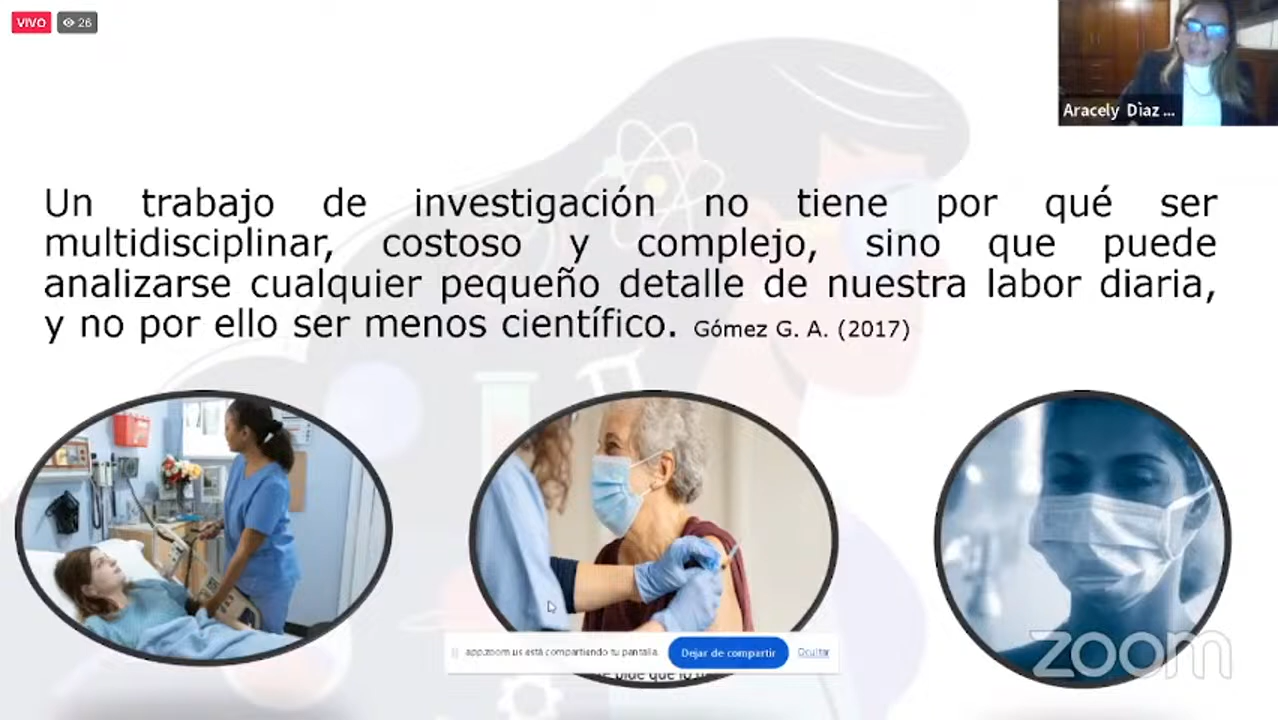 VIVO
26
Aracely Dìaz ...
Un trabajo de investigación no tiene por qué ser
multidisciplinar, costoso y complejo, sino que puede
analizarse cualquier pequeño detalle de nuestra labor diaria,
y no por ello ser menos científico. Gómez G. A. (2017)
app.zoom.us está compartiendo tu pantalla.
Dejar de compartir
Ocultar
zoom